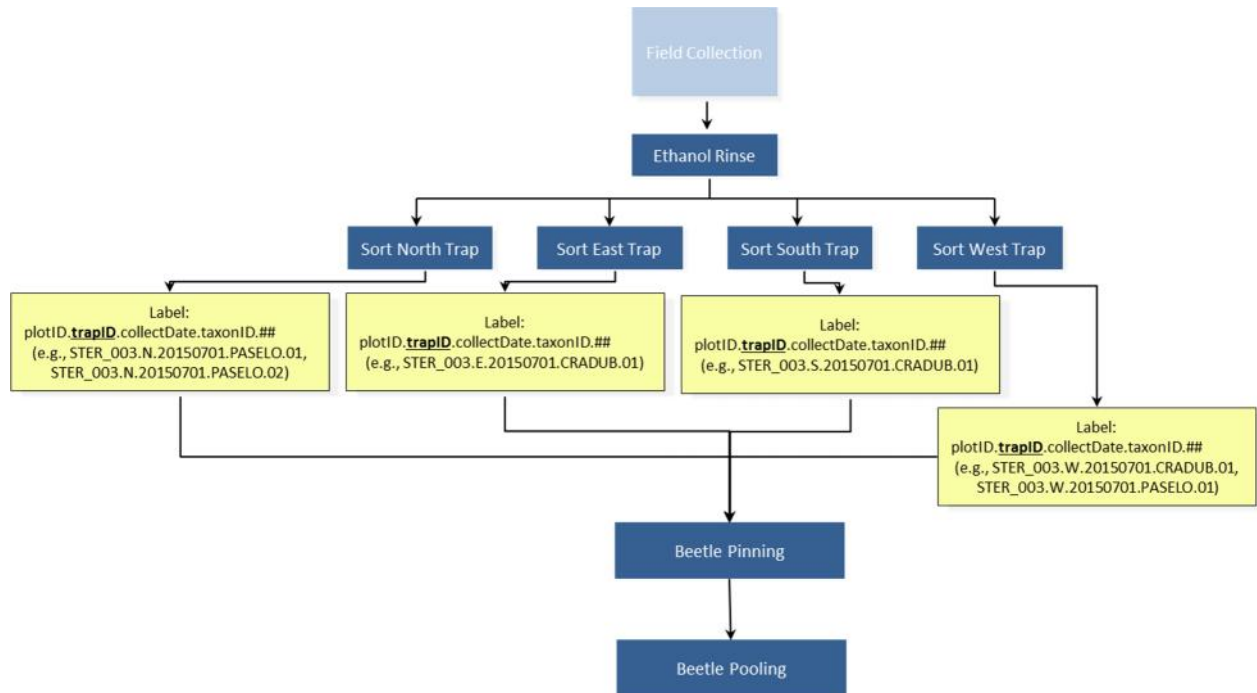 Field Collection
Ethanol Rinse
Sort North Trap
Sort East Trap
Sort South Trap
Sort West Trap
Label:
plotID.trapID.collectDate.taxonID.##
(e.g., STER_003.N.20150701.PASELO.01,
STER_003.N.20150701.PASELO.02)
Label:
plotID.trapID.collectDate.taxonID.##
(e.g., STER_003.E.20150701.CRADUB.01)
Label:
plotID.trapID.collectDate.taxonID.##
(e.g., STER_003.S.20150701.CRADUB.01)
Label:
plotID.trapID.collectDate.taxonID.##
(e.g., STER_003.W.20150701.CRADUB.01,
STER_003.W.20150701.PASELO.01)
Beetle Pinning
Beetle Pooling